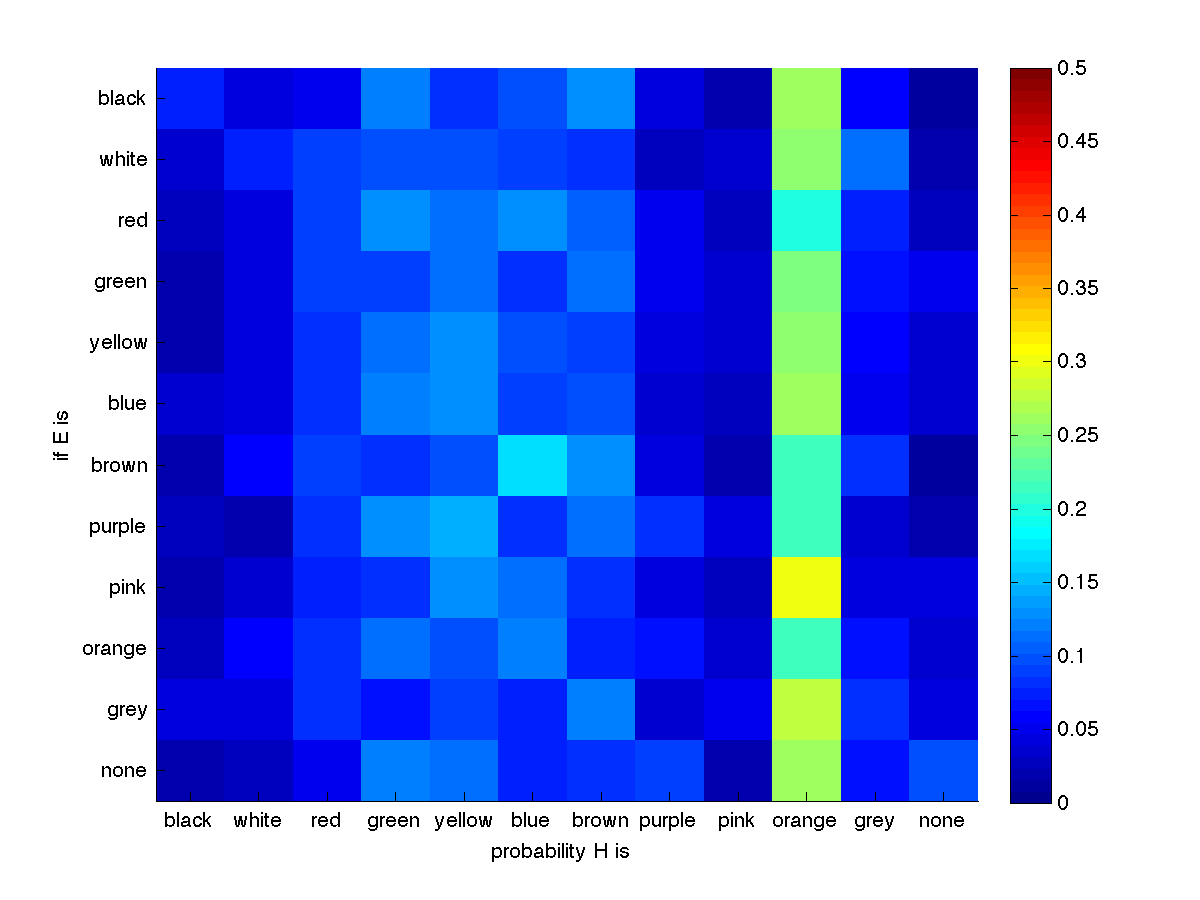 black
white
red
green
yellow
blue
brown
purple
pink
orange
grey
none
if E is
black white red green yellow blue brown purple pink orange grey none
probability H is
0.5
0.45
0.4
0.35
0.3
0.25
0.2
0.15
0.1
0.05
0